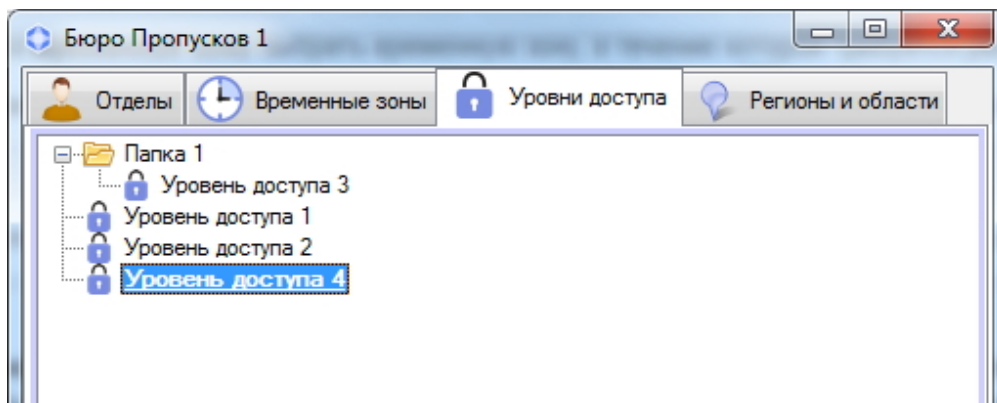 Бюро Пропусков 1
Отделы Временные зоны Уровни доступа Регионы и области
Папка 1
Уровень доступа 3
Уровень доступа 1
Уровень доступа 2
Уровень доступа 4